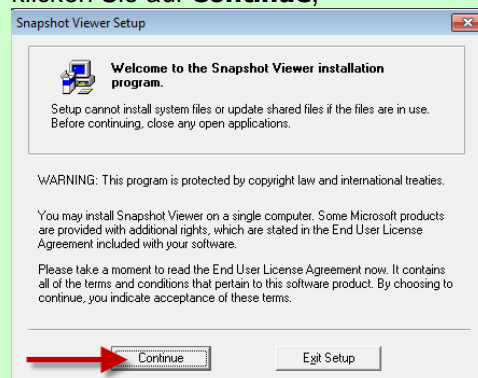 klicken Sie auf Continue,
Snapshot Viewer Setup
Welcome to the Snapshot Viewer installation
program.
Setup cannot install system files or update shared files if the files are in use.
Before continuing, close any open applications.
WARNING: This program is protected by copyright law and international treaties.
You may install Snapshot Viewer on a single computer. Some Microsoft products
are provided with additional rights, which are stated in the End User License
Agreement included with your software.
Please take a moment to read the End User License Agreement now. It contains
all of the terms and conditions that pertain to this software product. By choosing to
continue, you indicate acceptance of these terms.
Continue
Exit Setup